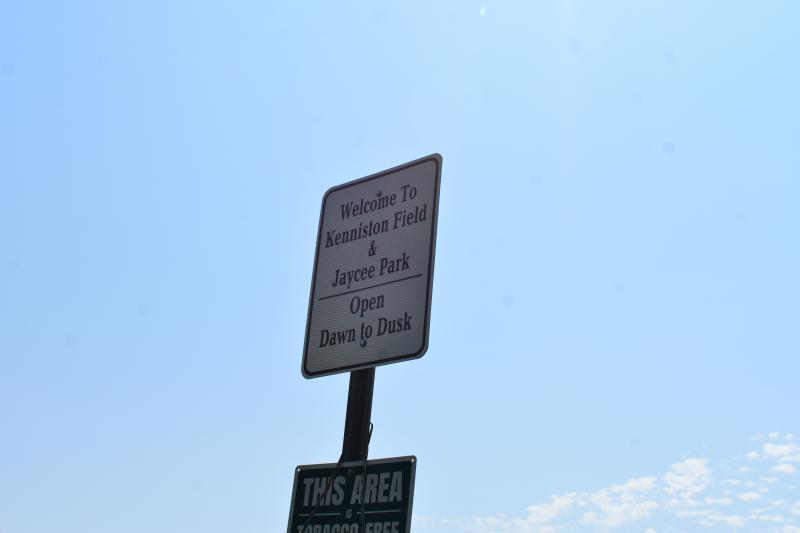 Welcome To
Kenniston Field
&
Jaycee Park
Open
Dawn to Dusk
THIS AREA
IS
TOBACCO FREE